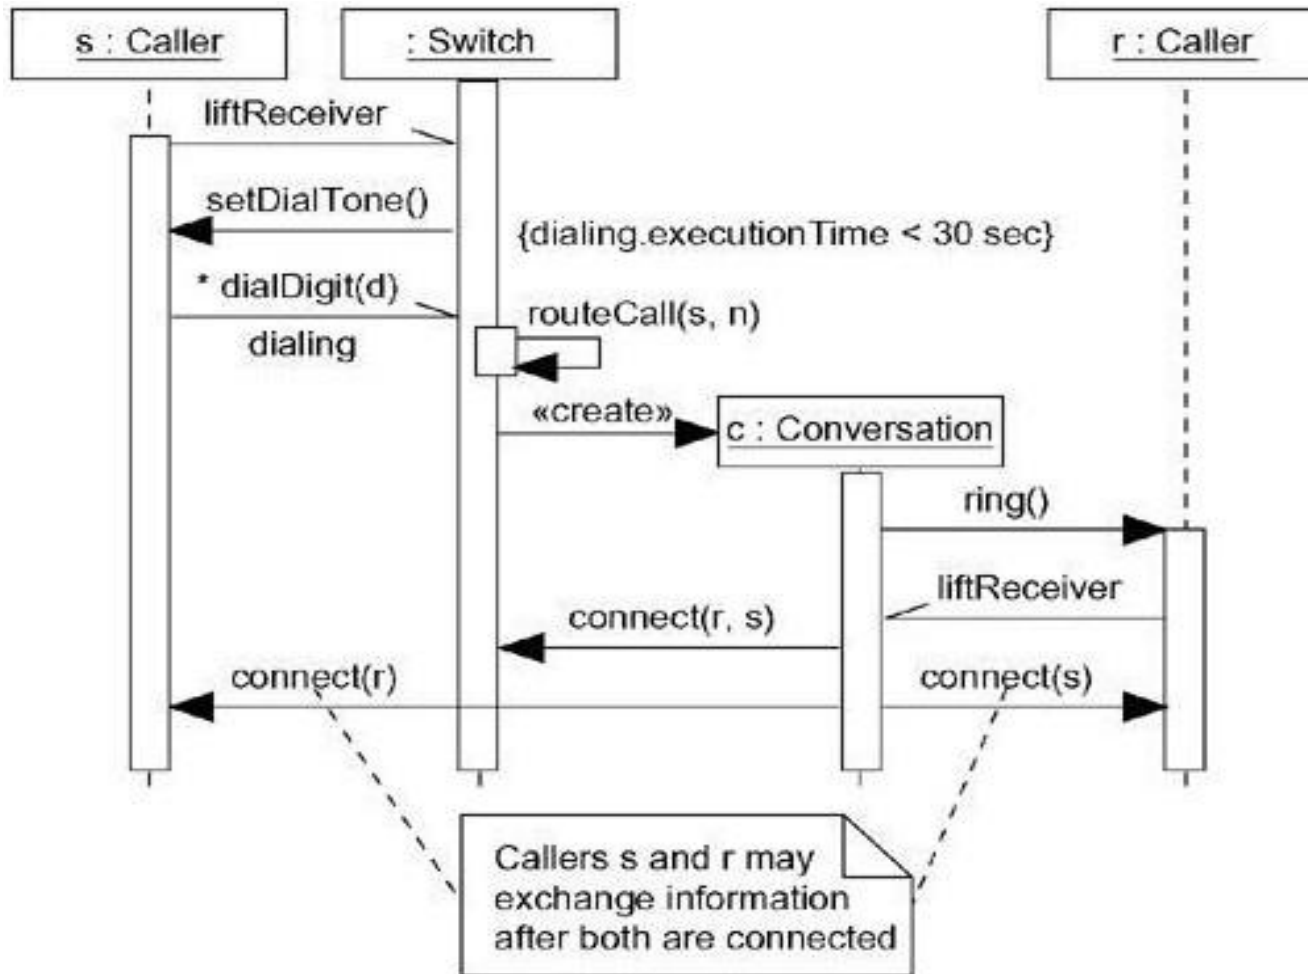 s : Caller
: Switch
r : Caller
liftReceiver
setDialTone()
{dialing.executionTime < 30 sec}
* dialDigit(d)
dialing
routeCall(s, n)
«create»
c : Conversation
ring()
liftReceiver
connect(r, s)
connect(r)
connect(s)
Callers s and r may
exchange information
after both are connected